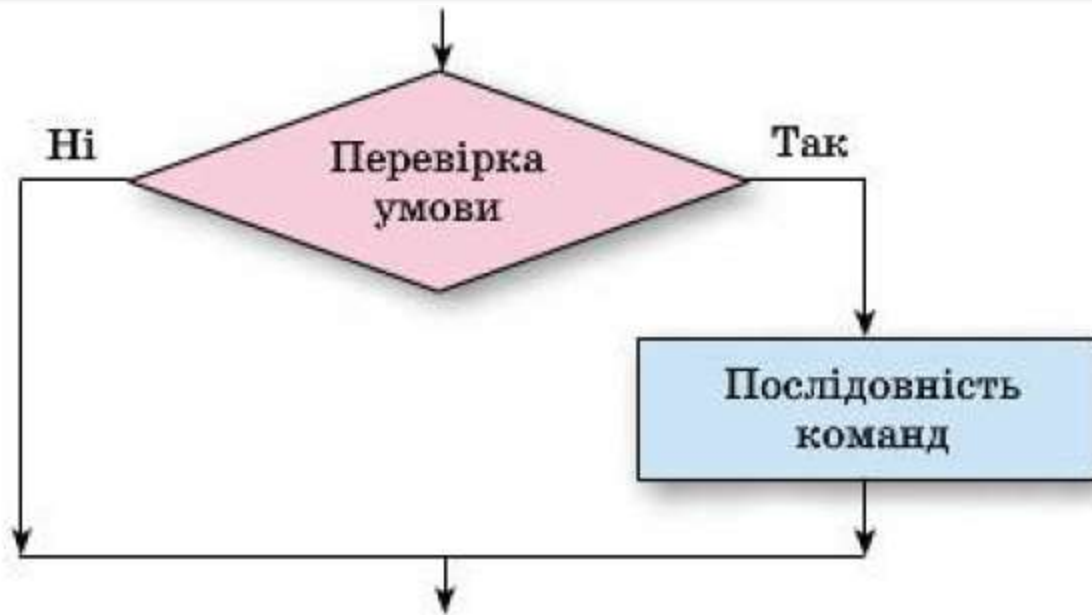 Ні
Перевірка
умови
Так
Послідовність
команд